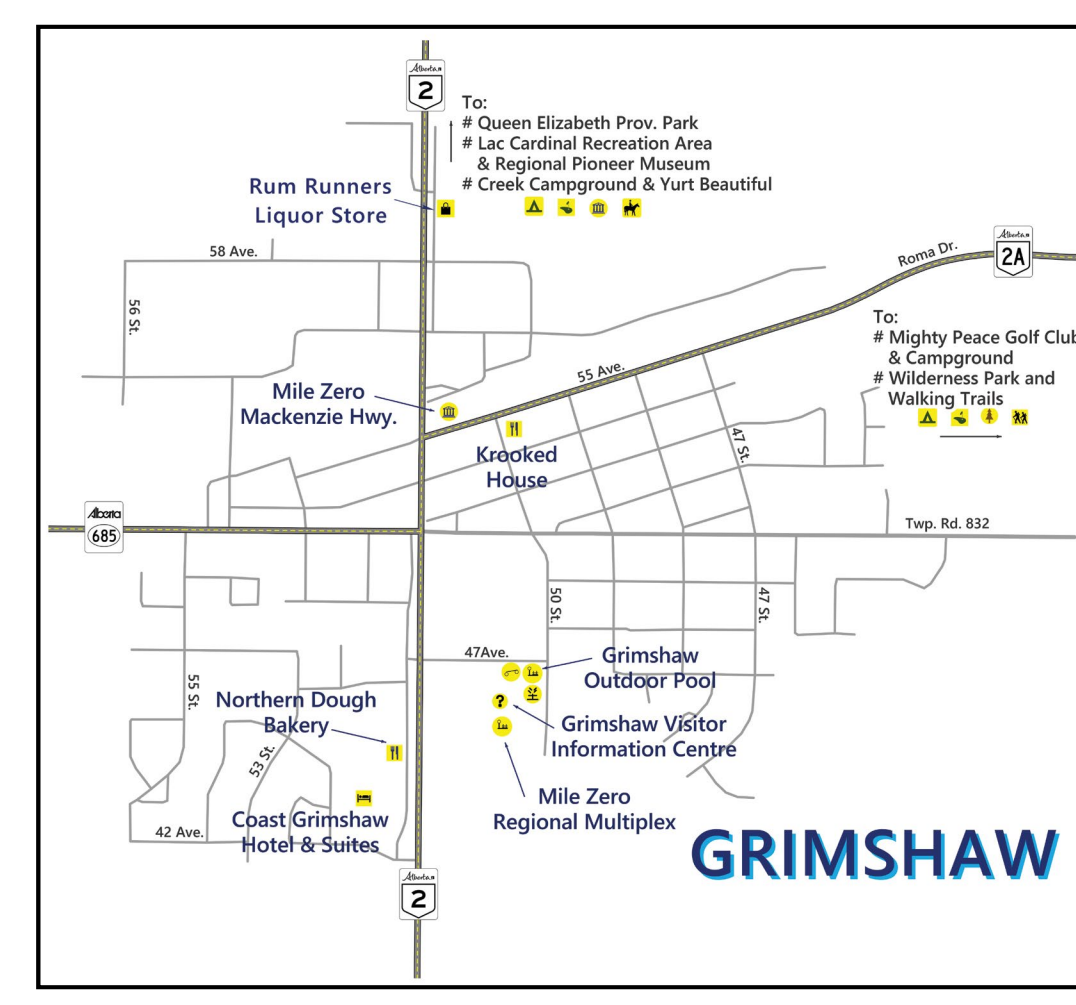 Alberta
2
To:
# Queen Elizabeth Prov. Park
# Lac Cardinal Recreation Area
& Regional Pioneer Museum
# Creek Campground & Yurt Beautiful
Rum Runners
Liquor Store
58 Ave.
56 St.
Roma Dr.
Alberta
2A
To:
# Mighty Peace Golf Club
& Campground
# Wilderness Park and
Walking Trails
55 Ave.
Mile Zero
Mackenzie Hwy.
Krooked
House
47 St.
Alberta
685
Twp. Rd. 832
50 St.
47 St.
47Ave.
Grimshaw
Outdoor Pool
55 St.
Northern Dough
Bakery
?
Grimshaw Visitor
Information Centre
53 St.
Mile Zero
Regional Multiplex
Coast Grimshaw
Hotel & Suites
42 Ave.
GRIMSHAW
Alberta
2